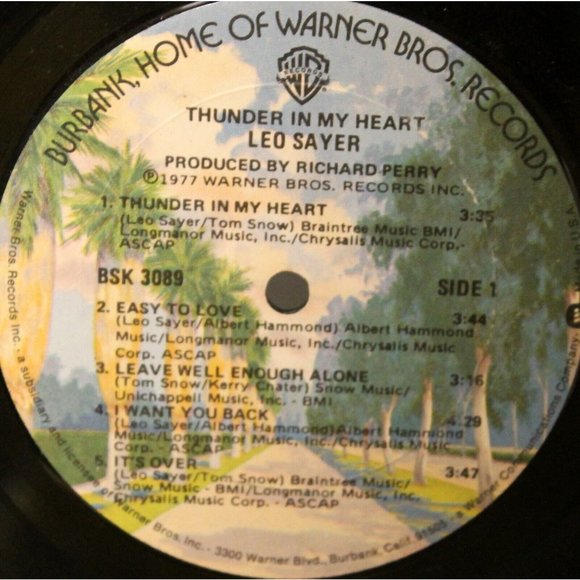 BURBANK, HOME OF WARNER BROS. RECORDS
WB
RECORDS
THUNDER IN MY HEART
LEO SAYER
PRODUCED BY RICHARD PERRY
℗1977 WARNER BROS. RECORDS INC.
1. THUNDER IN MY HEART 3:35
(Leo Sayer/Tom Snow) Braintree Music BMI/
Longmanor Music, Inc./Chrysalis Music Corp.-
ASCAP
BSK 3089 SIDE 1
2. EASY TO LOVE 3:44
(Leo Sayer/Albert Hammond) Albert Hammond
Music/Longmanor Music, Inc./Chrysalis Music
Corp. ASCAP
3. LEAVE WELL ENOUGH ALONE 3:16
(Tom Snow/Kerry Chater) Snow Music/
Unichappell Music, Inc. - BMI
4. I WANT YOU BACK 4:29
(Leo Sayer/Albert Hammond)Albert Hammond
Music/Longmanor Music, Inc./Chrysalis Music
- ASCAP
5. IT'S OVER 3:47
(Leo Sayer/Tom Snow) Braintree Music/
Snow Music - BMI/Longmanor Music, Inc./
Chrysalis Music Corp. - ASCAP
Warner Bros. Records Inc. - a subsidiary and licensee of Warner Bros. Inc. - 3300 Warner Blvd., Burbank, Calif. 91505 - a Warner Communications Company